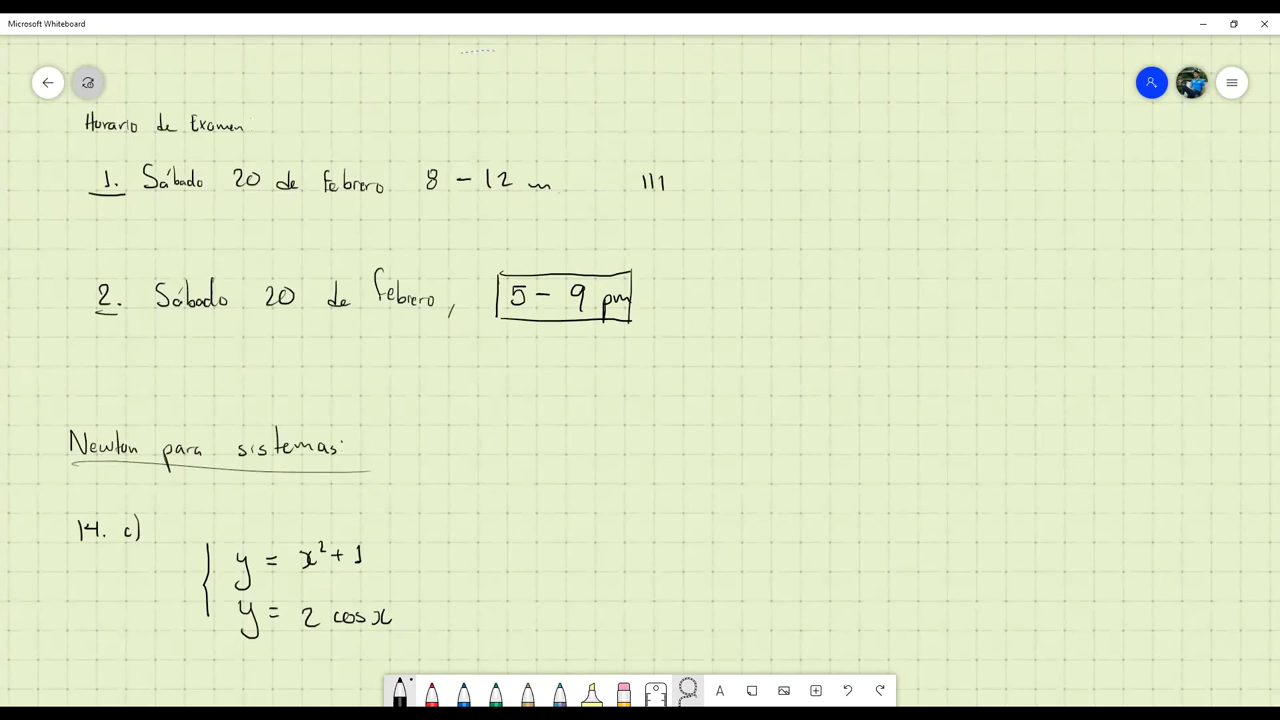 Microsoft Whiteboard
Horario de Examen
1. Sábado 20 de Febrero 8 - 12 m
111
2. Sábado 20 de febrero, 5 - 9 pm
Newton para sistemas:
14. c)
y = x² + 1
y = 2 cos x
A